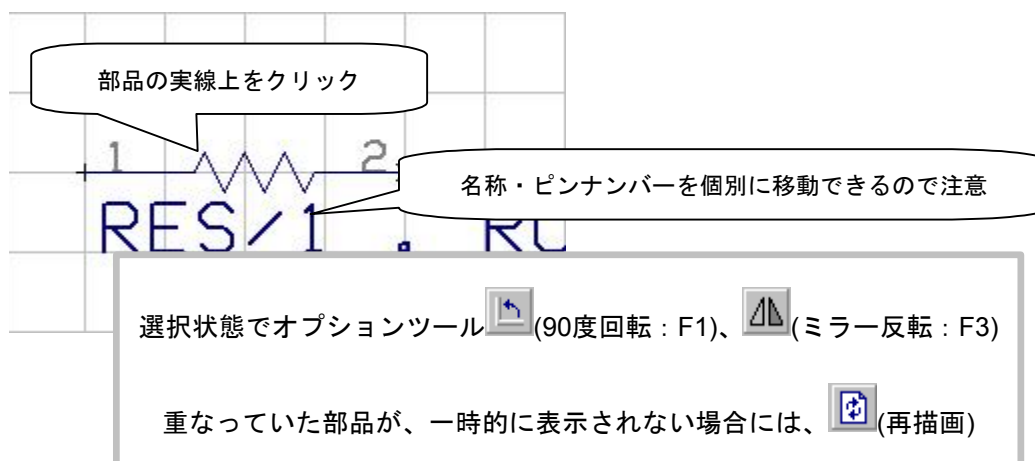 部品の実線上をクリック
1 2
名称・ピンナンバーを個別に移動できるので注意
RES/1
選択状態でオプションツール(90度回転：F1)、(ミラー反転：F3)
重なっていた部品が、一時的に表示されない場合には、(再描画)